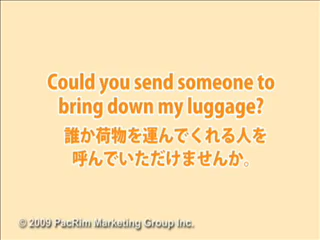 Could you send someone to
bring down my luggage?
誰か荷物を運んでくれる人を
呼んでいただけませんか。
© 2009 PacRim Marketing Group Inc.